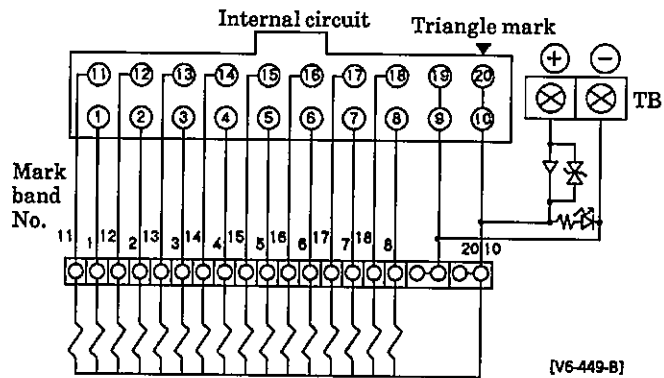 Internal circuit
Triangle mark
+ −
11 12 13 14 15 16 17 18 19 20
TB
1 2 3 4 5 6 7 8 9 10
Mark
band
No.
11 1 12 2 13 3 14 4 15 5 16 6 17 7 18 8 20 10
[V6-449-B]